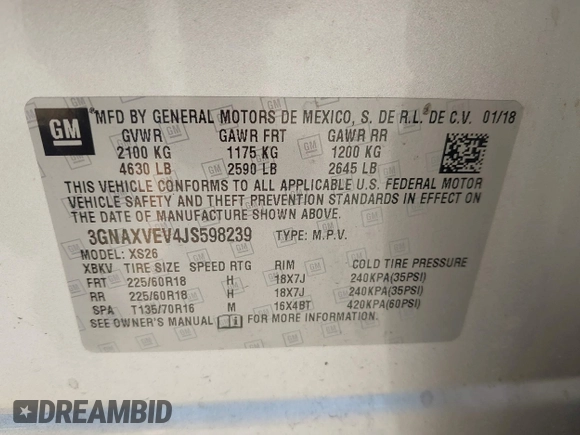 GM
*MFD BY GENERAL MOTORS DE MEXICO, S. DE R.L. DE C.V. 01/18
GVWR GAWR FRT GAWR RR
2100 KG 1175 KG 1200 KG
4630 LB 2590 LB 2645 LB
THIS VEHICLE CONFORMS TO ALL APPLICABLE U.S. FEDERAL MOTOR
VEHICLE SAFETY AND THEFT PREVENTION STANDARDS IN EFFECT ON
THE DATE OF MANUFACTURE SHOWN ABOVE.
3GNAXVEV4JS598239 TYPE: M.P.V.
MODEL: XS26
XBKV TIRE SIZE SPEED RTG RIM COLD TIRE PRESSURE
FRT 225/60R18 H 18X7J 240KPA(35PSI)
RR 225/60R18 H 18X7J 240KPA(35PSI)
SPA T135/70R16 M 16X4BT 420KPA(60PSI)
SEE OWNER'S MANUAL FOR MORE INFORMATION.
DREAMBID